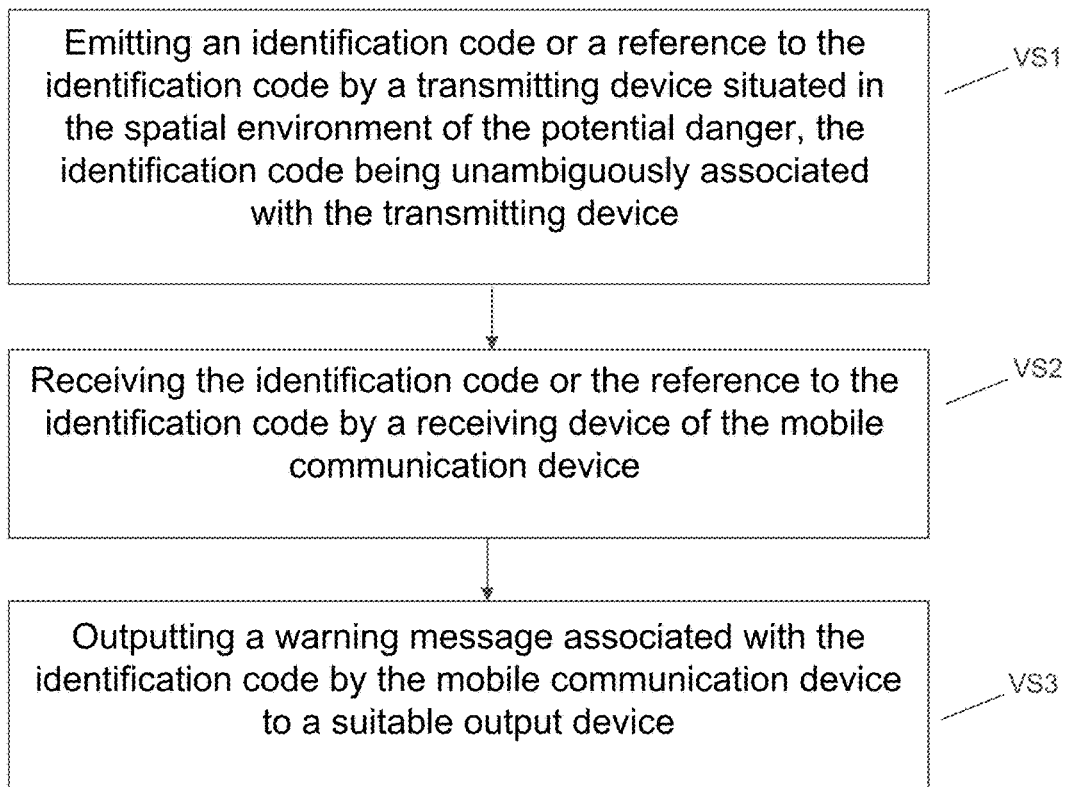 Emitting an identification code or a reference to the
identification code by a transmitting device situated in
the spatial environment of the potential danger, the
identification code being unambiguously associated
with the transmitting device
VS1
Receiving the identification code or the reference to the
identification code by a receiving device of the mobile
communication device
VS2
Outputting a warning message associated with the
identification code by the mobile communication device
to a suitable output device
VS3